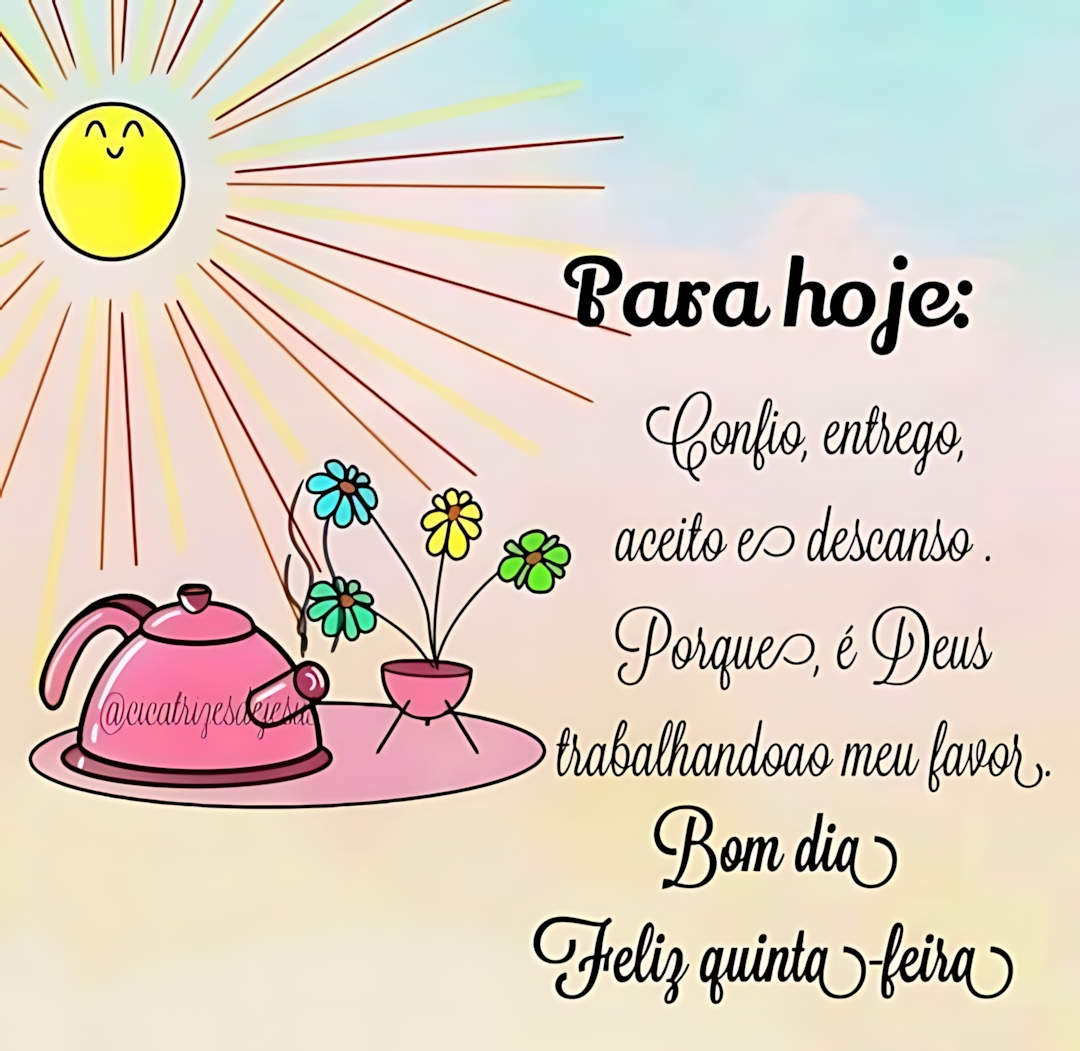 Para hoje:
Confio, entrego,
aceito e descanso .
Porque, é Deus
trabalhandoao meu favor.
@cicatrizesdejesus
Bom dia
Feliz quinta-feira